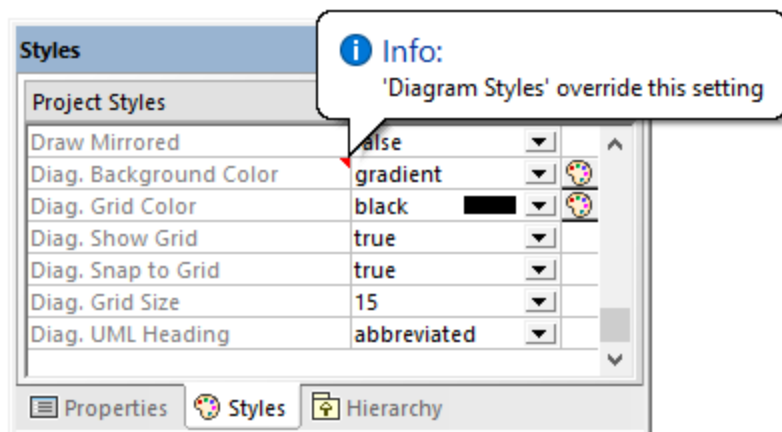 Styles
Info:
'Diagram Styles' override this setting
Project Styles
Draw Mirrored
Diag. Background Color gradient
Diag. Grid Color black
Diag. Show Grid true
Diag. Snap to Grid true
Diag. Grid Size 15
Diag. UML Heading abbreviated
Properties Styles Hierarchy